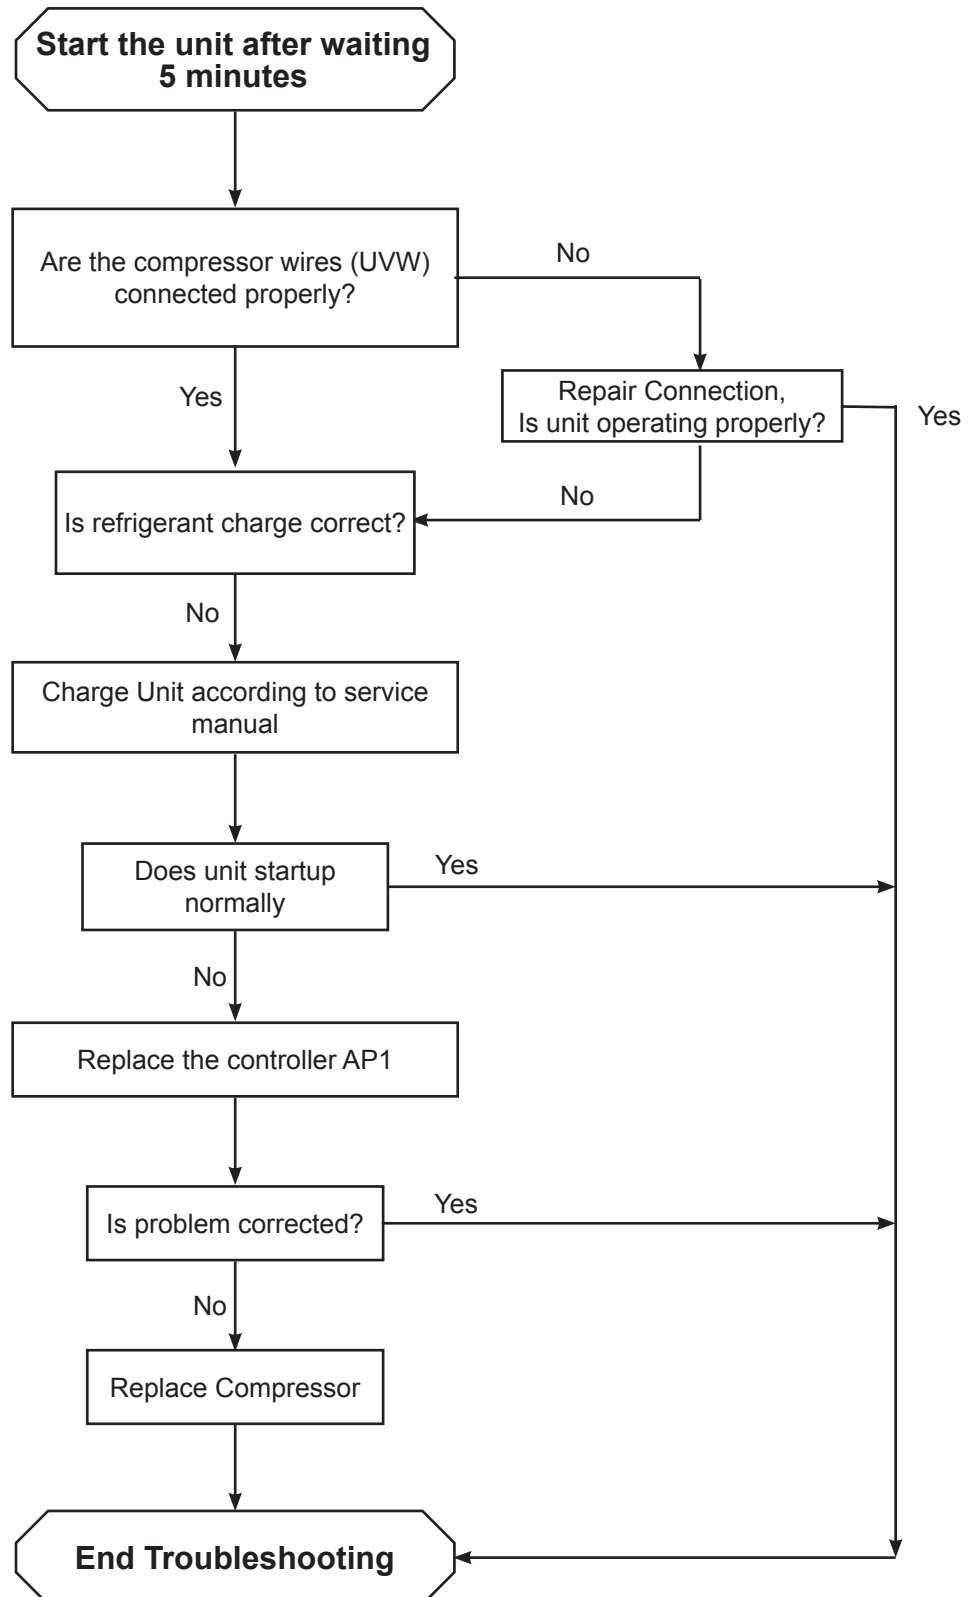 Start the unit after waiting
5 minutes
Are the compressor wires (UVW)
connected properly?
No
Yes
Repair Connection,
Is unit operating properly?
Yes
No
Is refrigerant charge correct?
No
Charge Unit according to service
manual
Does unit startup
normally
Yes
No
Replace the controller AP1
Is problem corrected?
Yes
No
Replace Compressor
End Troubleshooting